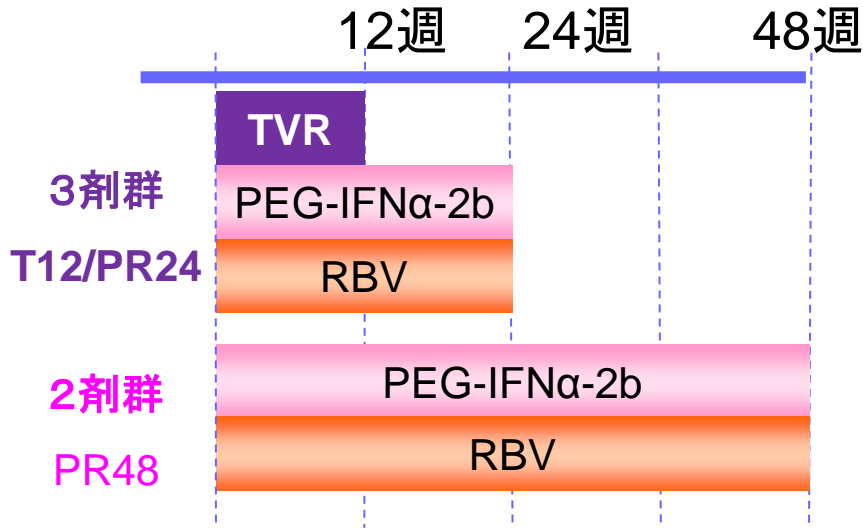 12週 24週 48週
TVR
３剤群
PEG-IFNα-2b
T12/PR24
RBV
２剤群
PEG-IFNα-2b
PR48
RBV